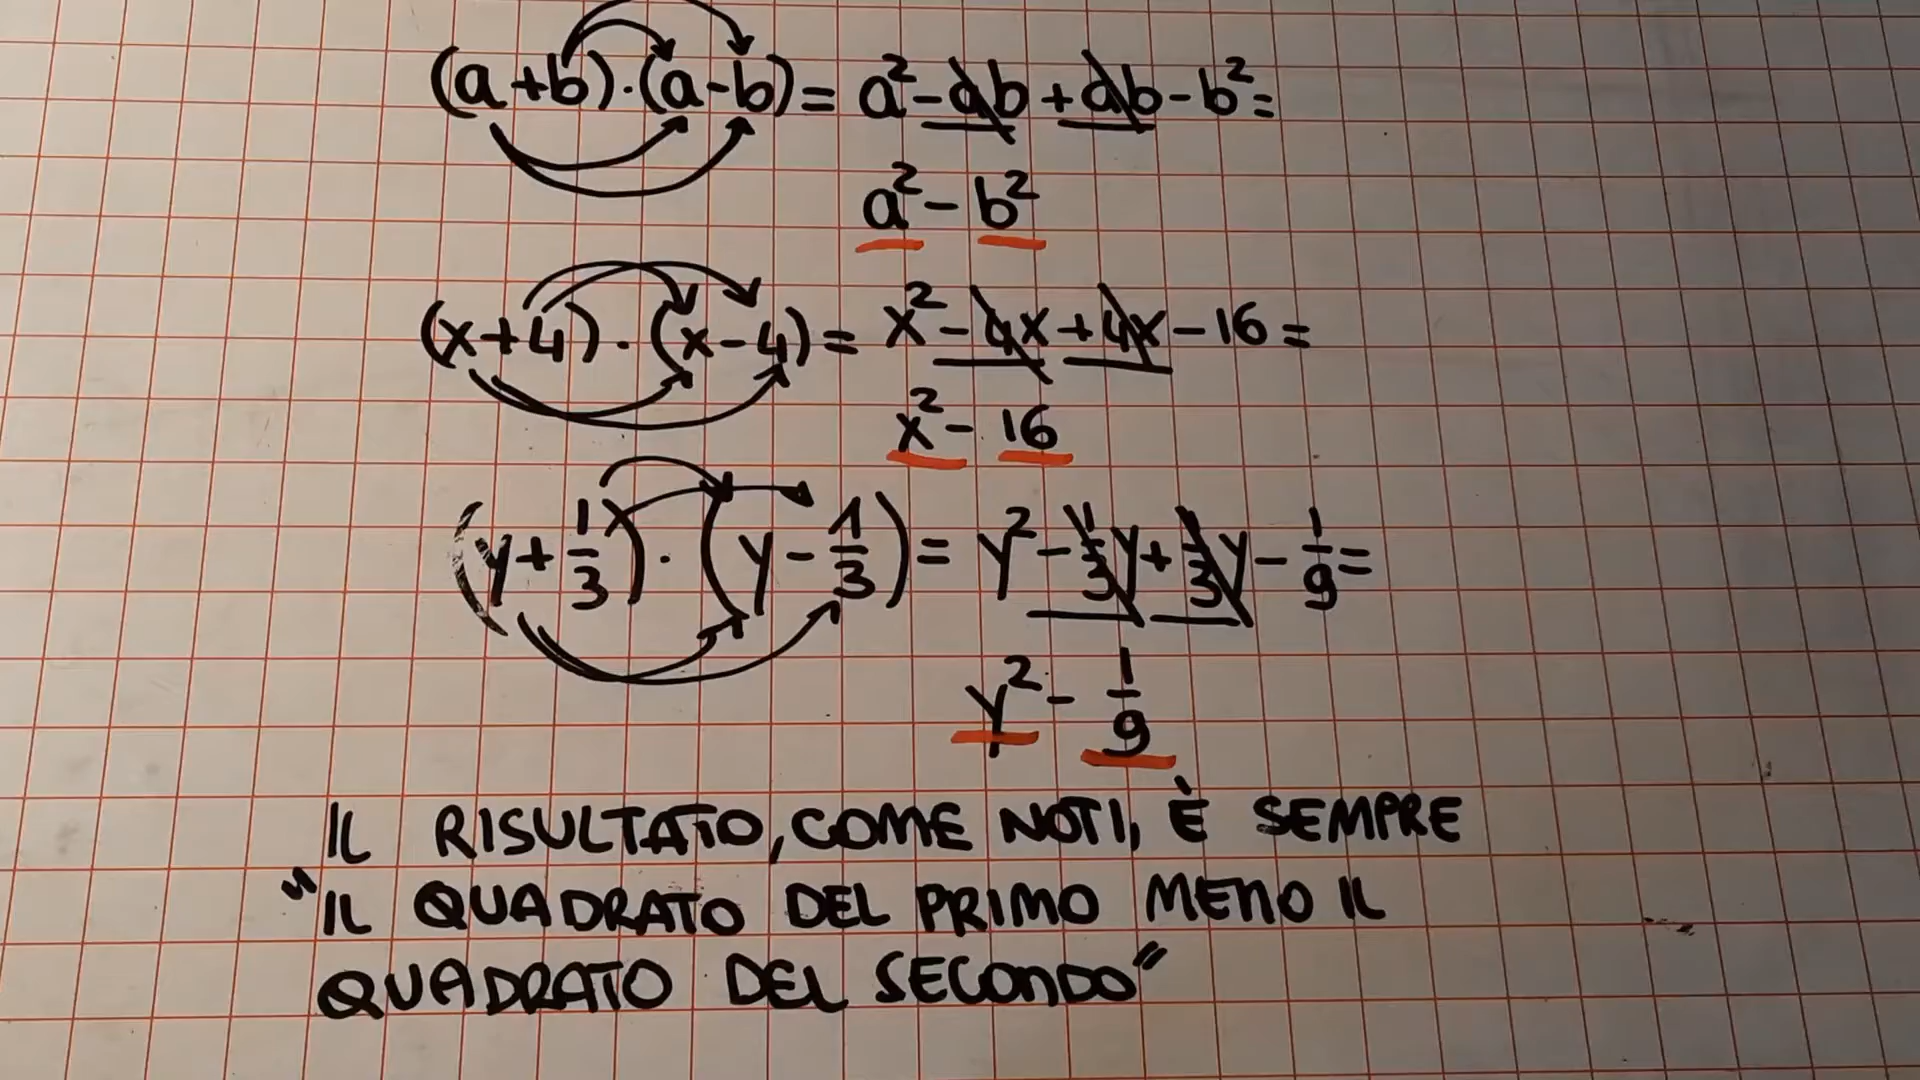 (a+b)·(a-b)= a²-ab+ab-b²=
a²-b²
(x+4)·(x-4)= x²-4x+4x-16=
x²-16
(y+1/3)·(y-1/3)= y²-1/3y+1/3y-1/9=
y²-1/9
IL RISULTATO, COME NOTI, È SEMPRE
"IL QUADRATO DEL PRIMO MENO IL
QUADRATO DEL SECONDO"